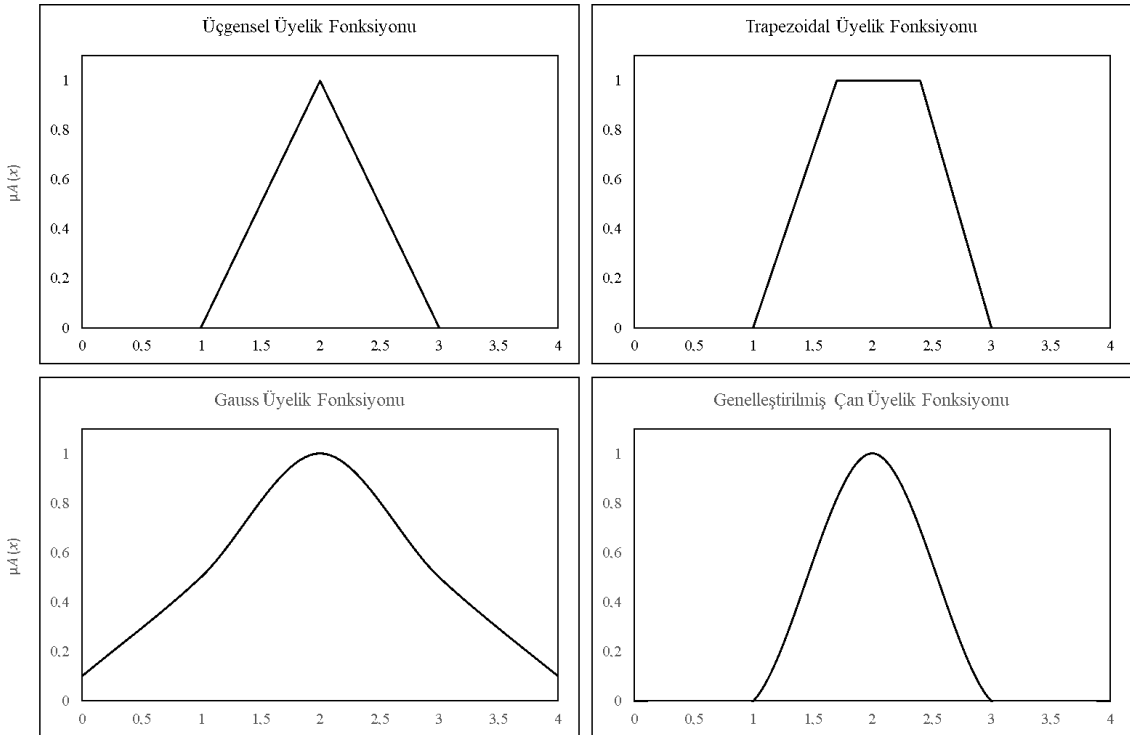 Üçgensel Üyelik Fonksiyonu
µA (x)
1
0,8
0,6
0,4
0,2
0
0 0,5 1 1,5 2 2,5 3 3,5 4
Trapezoidal Üyelik Fonksiyonu
1
0,8
0,6
0,4
0,2
0
0 0,5 1 1,5 2 2,5 3 3,5 4
Gauss Üyelik Fonksiyonu
µA (x)
1
0,8
0,6
0,4
0,2
0
0 0,5 1 1,5 2 2,5 3 3,5 4
Genelleştirilmiş Çan Üyelik Fonksiyonu
1
0,8
0,6
0,4
0,2
0
0 0,5 1 1,5 2 2,5 3 3,5 4